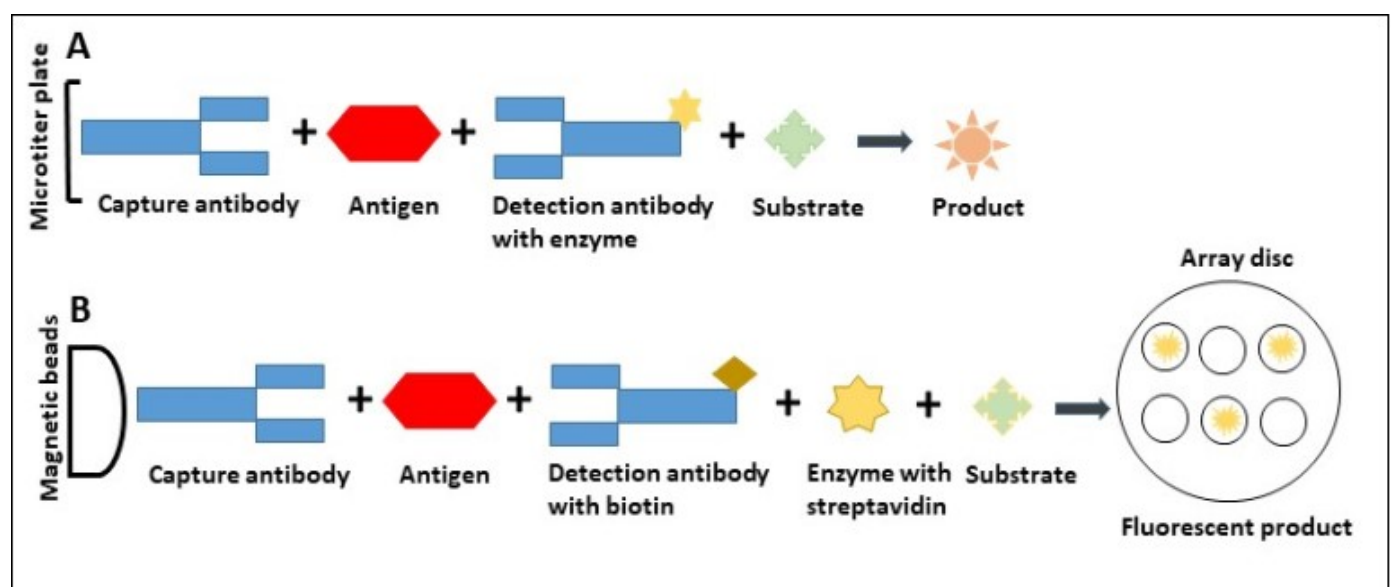 A
Microtiter plate
Capture antibody
Antigen
Detection antibody
with enzyme
Substrate
Product
B
Magnetic beads
Capture antibody
Antigen
Detection antibody
with biotin
Enzyme with
streptavidin
Substrate
Array disc
Fluorescent product